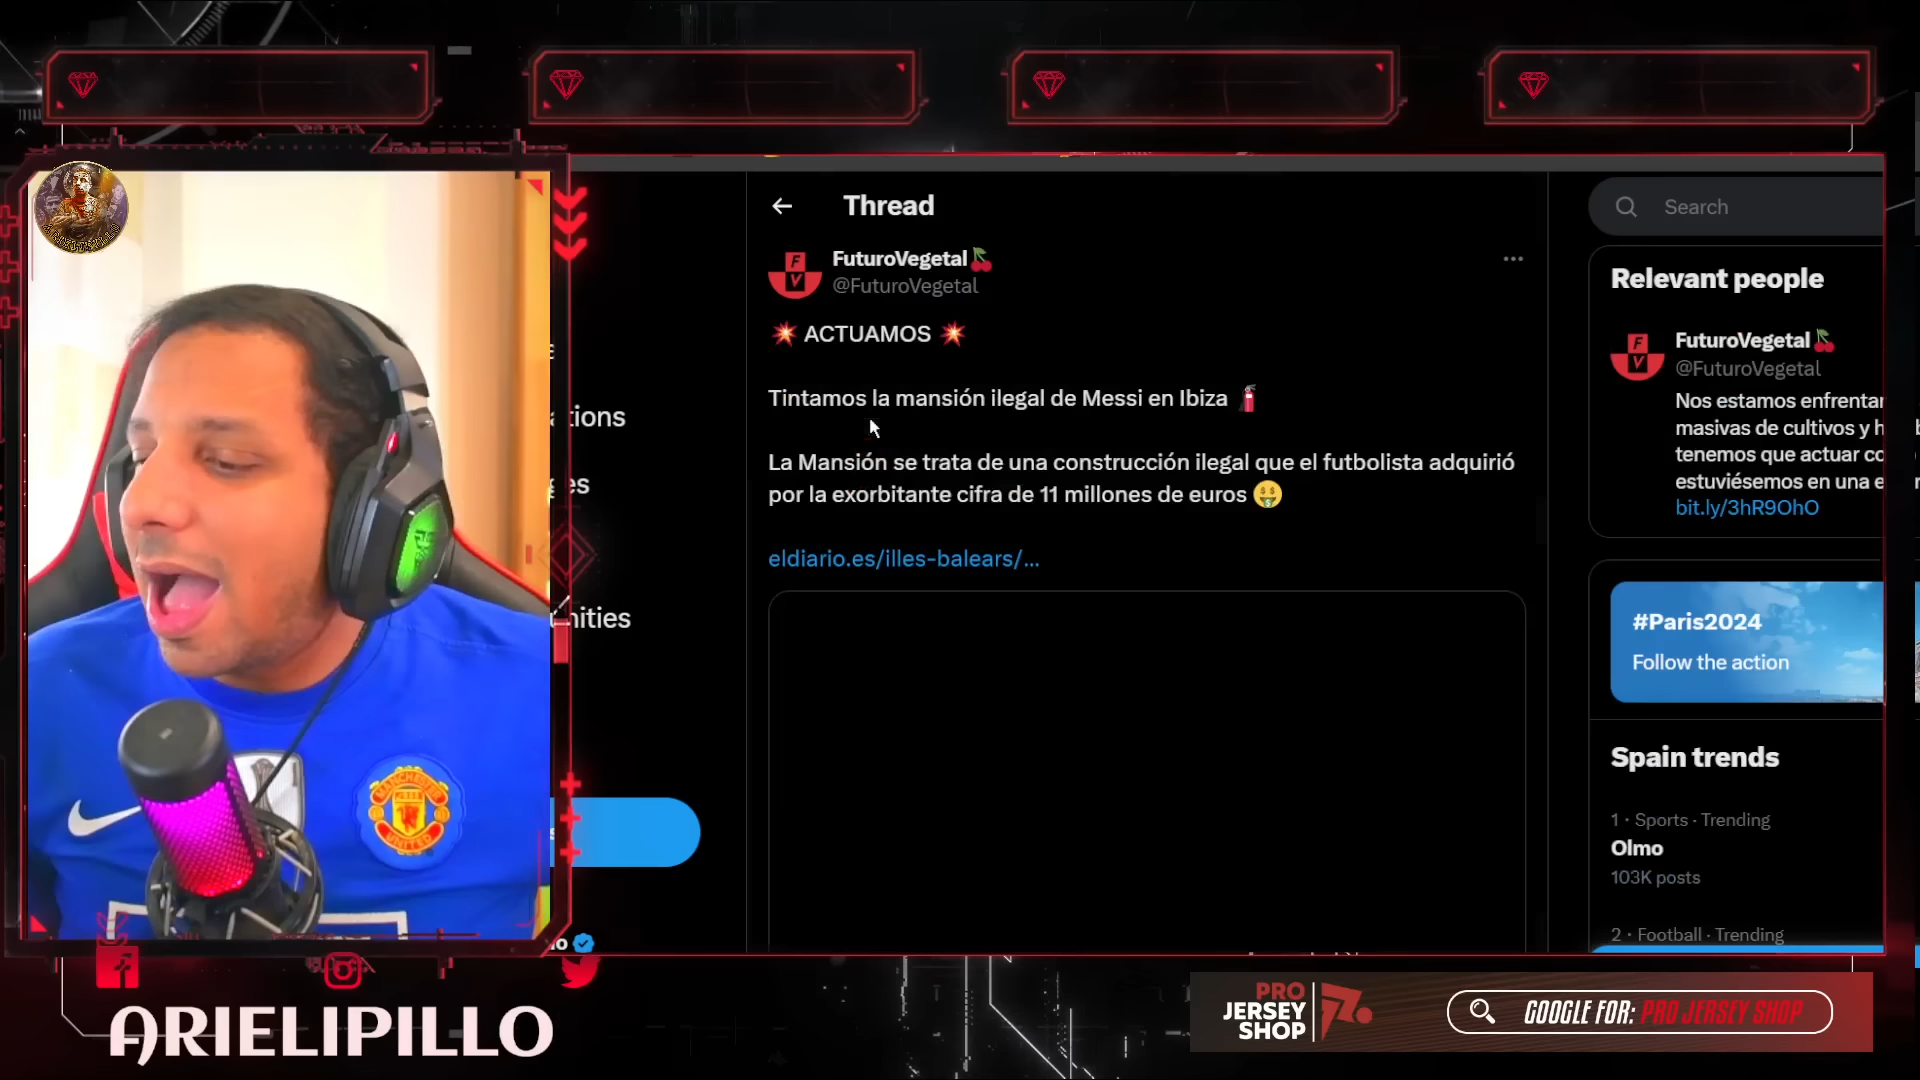 Thread
FuturoVegetal
@FuturoVegetal
ACTUAMOS
Tintamos la mansión ilegal de Messi en Ibiza
La Mansión se trata de una construcción ilegal que el futbolista adquirió
por la exorbitante cifra de 11 millones de euros
eldiario.es/illes-balears/...
Search
Relevant people
FuturoVegetal
@FuturoVegetal
Nos estamos enfrentar
masivas de cultivos y h
tenemos que actuar co
estuviésemos en una e
bit.ly/3hR9OhO
#Paris2024
Follow the action
Spain trends
1 · Sports · Trending
Olmo
103K posts
2 · Football · Trending
tions
es
nities
F
V
F
V
MANCHESTER
UNITED
ARIELIPILLO
PRO
JERSEY
SHOP
GOOGLE FOR: PRO JERSEY SHOP